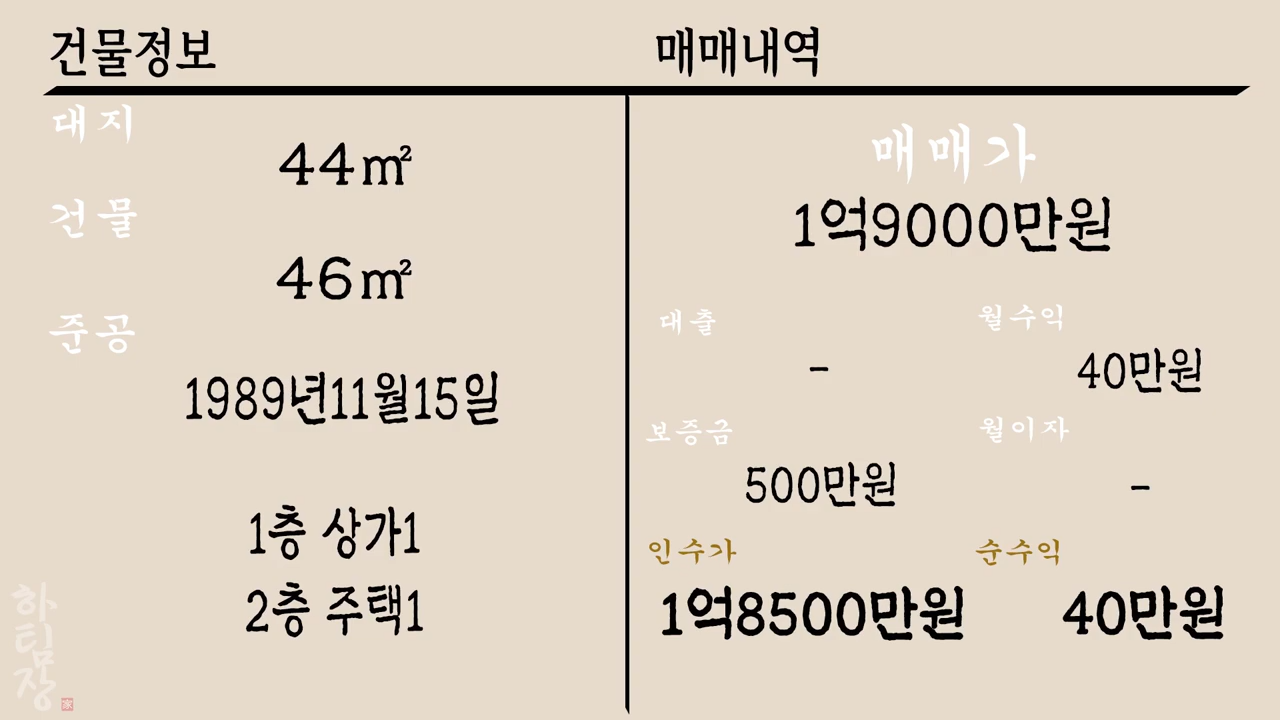 건물정보
대지
44㎡
건물
46㎡
준공
1989년11월15일
1층 상가1
2층 주택1
하팀장
매매내역
매매가
1억9000만원
대출
-
월수익
40만원
보증금
500만원
월이자
-
인수가
1억8500만원
순수익
40만원